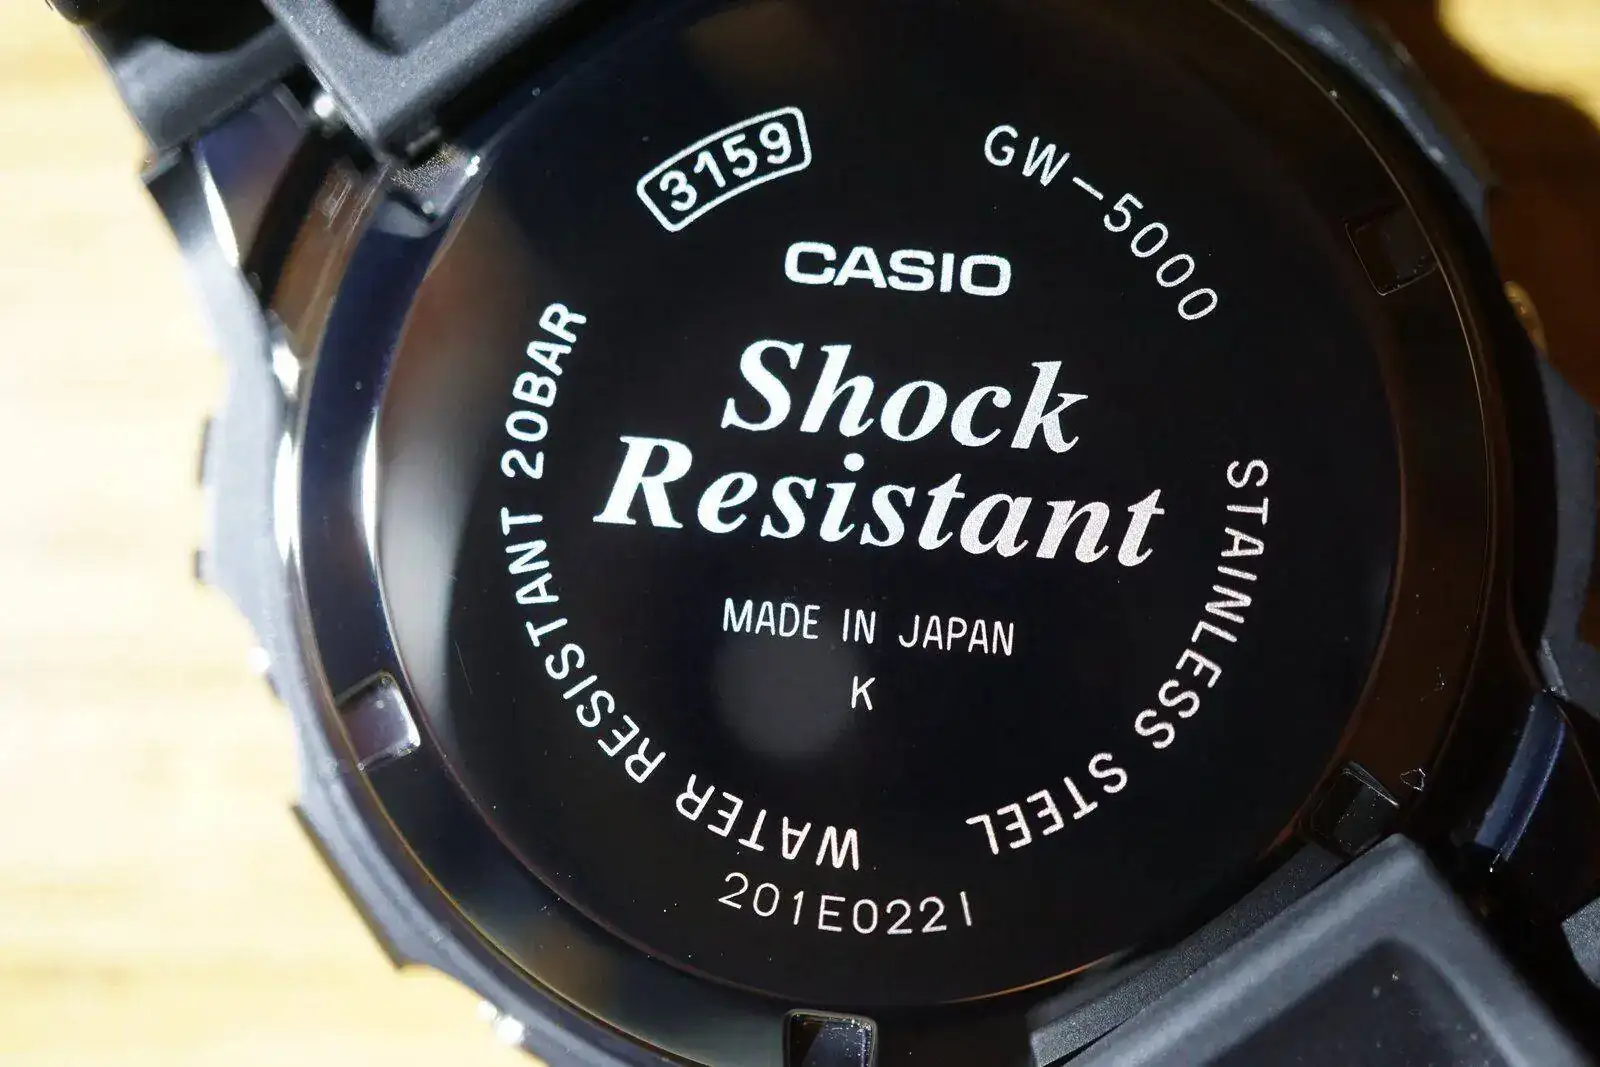 3159
GW-5000
CASIO
Shock
Resistant
MADE IN JAPAN
K
WATER RESISTANT 20BAR
STAINLESS STEEL
201E022I